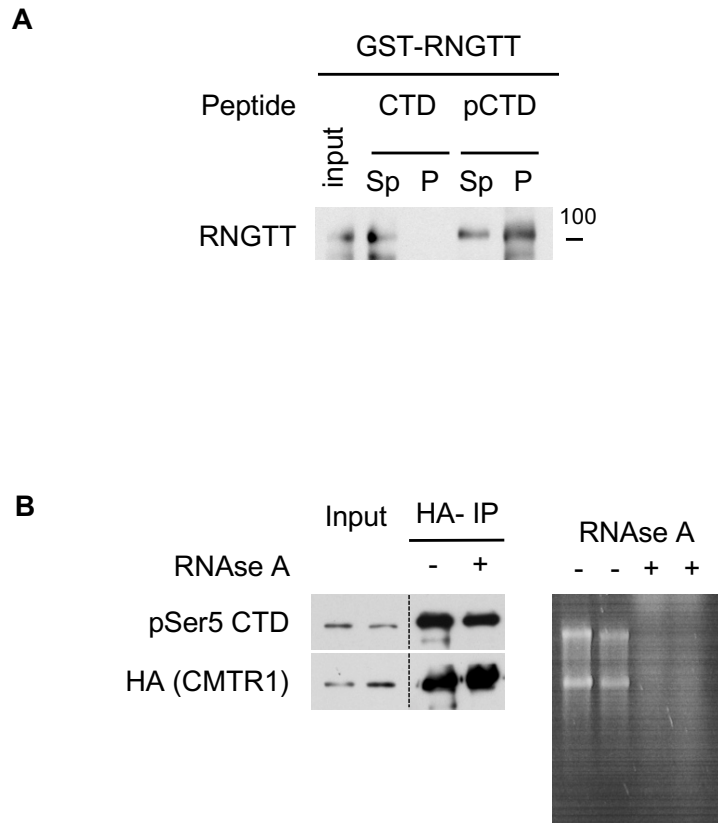 A
GST-RNGTT
Peptide CTD pCTD
input Sp P Sp P
RNGTT 100
B
Input HA- IP RNAse A
RNAse A - + - - + +
pSer5 CTD
HA (CMTR1)